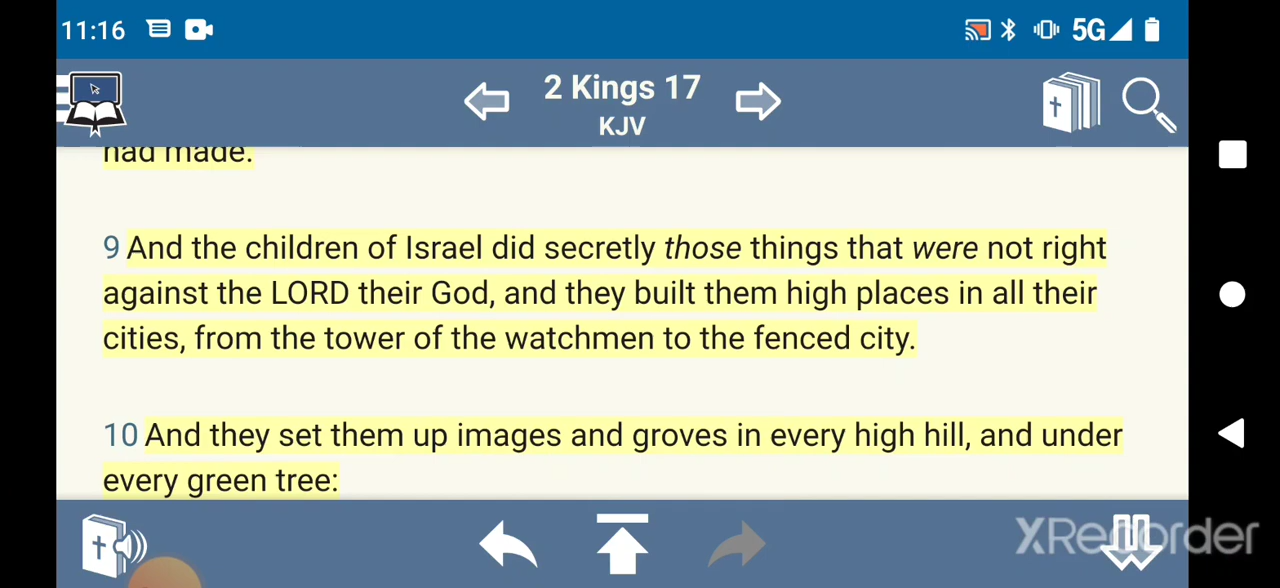 11:16
5G
2 Kings 17
KJV
had made.
9 And the children of Israel did secretly those things that were not right
against the LORD their God, and they built them high places in all their
cities, from the tower of the watchmen to the fenced city.
10 And they set them up images and groves in every high hill, and under
every green tree:
XRecorder